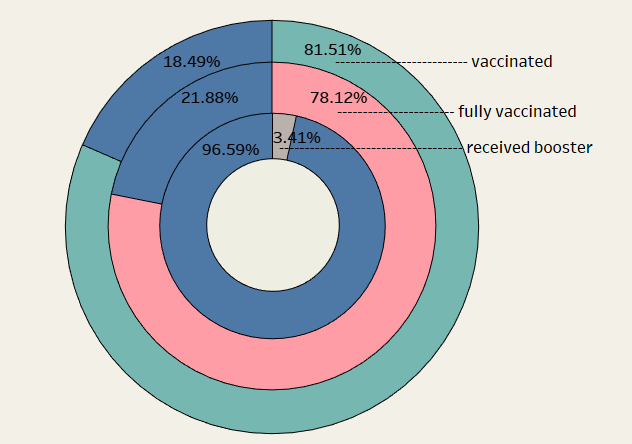 81.51%
18.49%
vaccinated
21.88%
78.12%
fully vaccinated
3.41%
96.59%
received booster